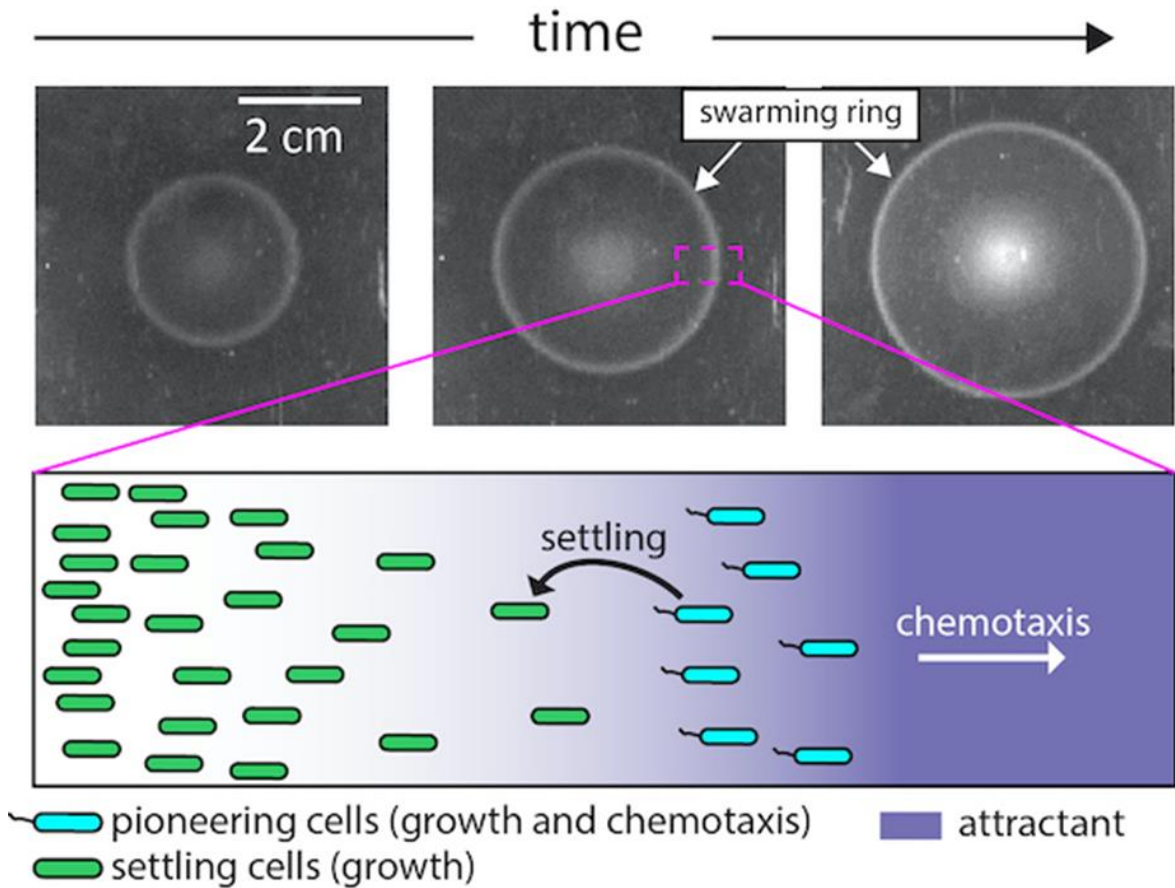 time
2 cm
swarming ring
settling
chemotaxis
pioneering cells (growth and chemotaxis)
attractant
settling cells (growth)